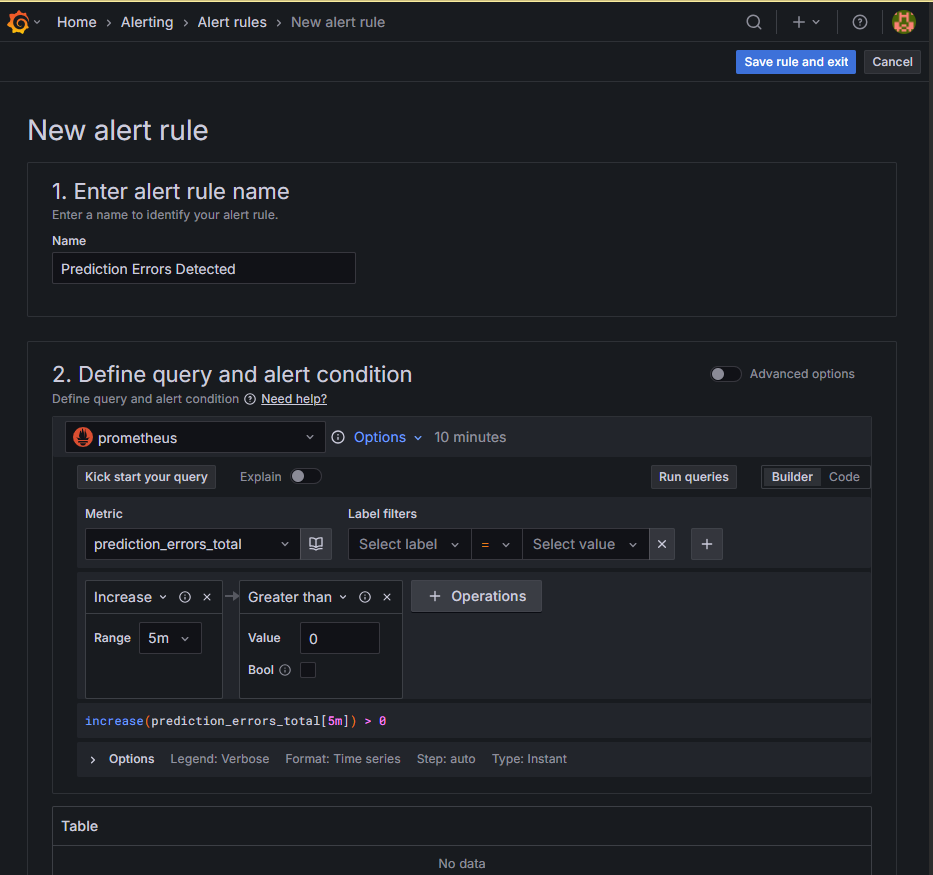 Home › Alerting › Alert rules › New alert rule
Save rule and exit Cancel
New alert rule
1. Enter alert rule name
Enter a name to identify your alert rule.
Name
Prediction Errors Detected
2. Define query and alert condition
Advanced options
Define query and alert condition Need help?
prometheus Options 10 minutes
Kick start your query Explain Run queries Builder Code
Metric Label filters
prediction_errors_total Select label = Select value × +
Increase × Greater than × + Operations
Range 5m Value 0
Bool
increase(prediction_errors_total[5m]) > 0
› Options Legend: Verbose Format: Time series Step: auto Type: Instant
Table
No data